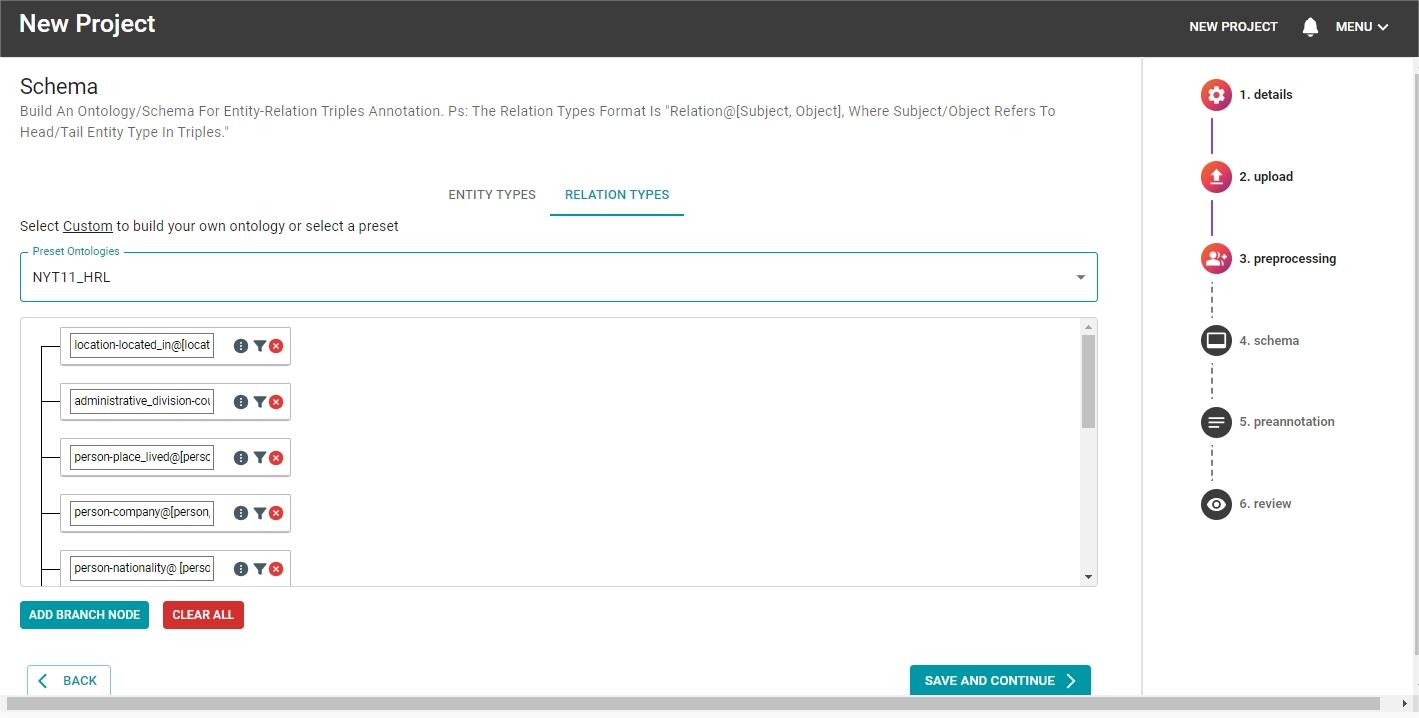 New Project
NEW PROJECT
MENU
Schema
Build An Ontology/Schema For Entity-Relation Triples Annotation. Ps: The Relation Types Format Is "Relation@[Subject, Object], Where Subject/Object Refers To
Head/Tail Entity Type In Triples."
ENTITY TYPES
RELATION TYPES
Select Custom to build your own ontology or select a preset
Preset Ontologies
NYT11_HRL
location-located_in@[locat
administrative_division-cou
person-place_lived@[perso
person-company@[person,
person-nationality@ [perso
ADD BRANCH NODE
CLEAR ALL
BACK
SAVE AND CONTINUE
1. details
2. upload
3. preprocessing
4. schema
5. preannotation
6. review